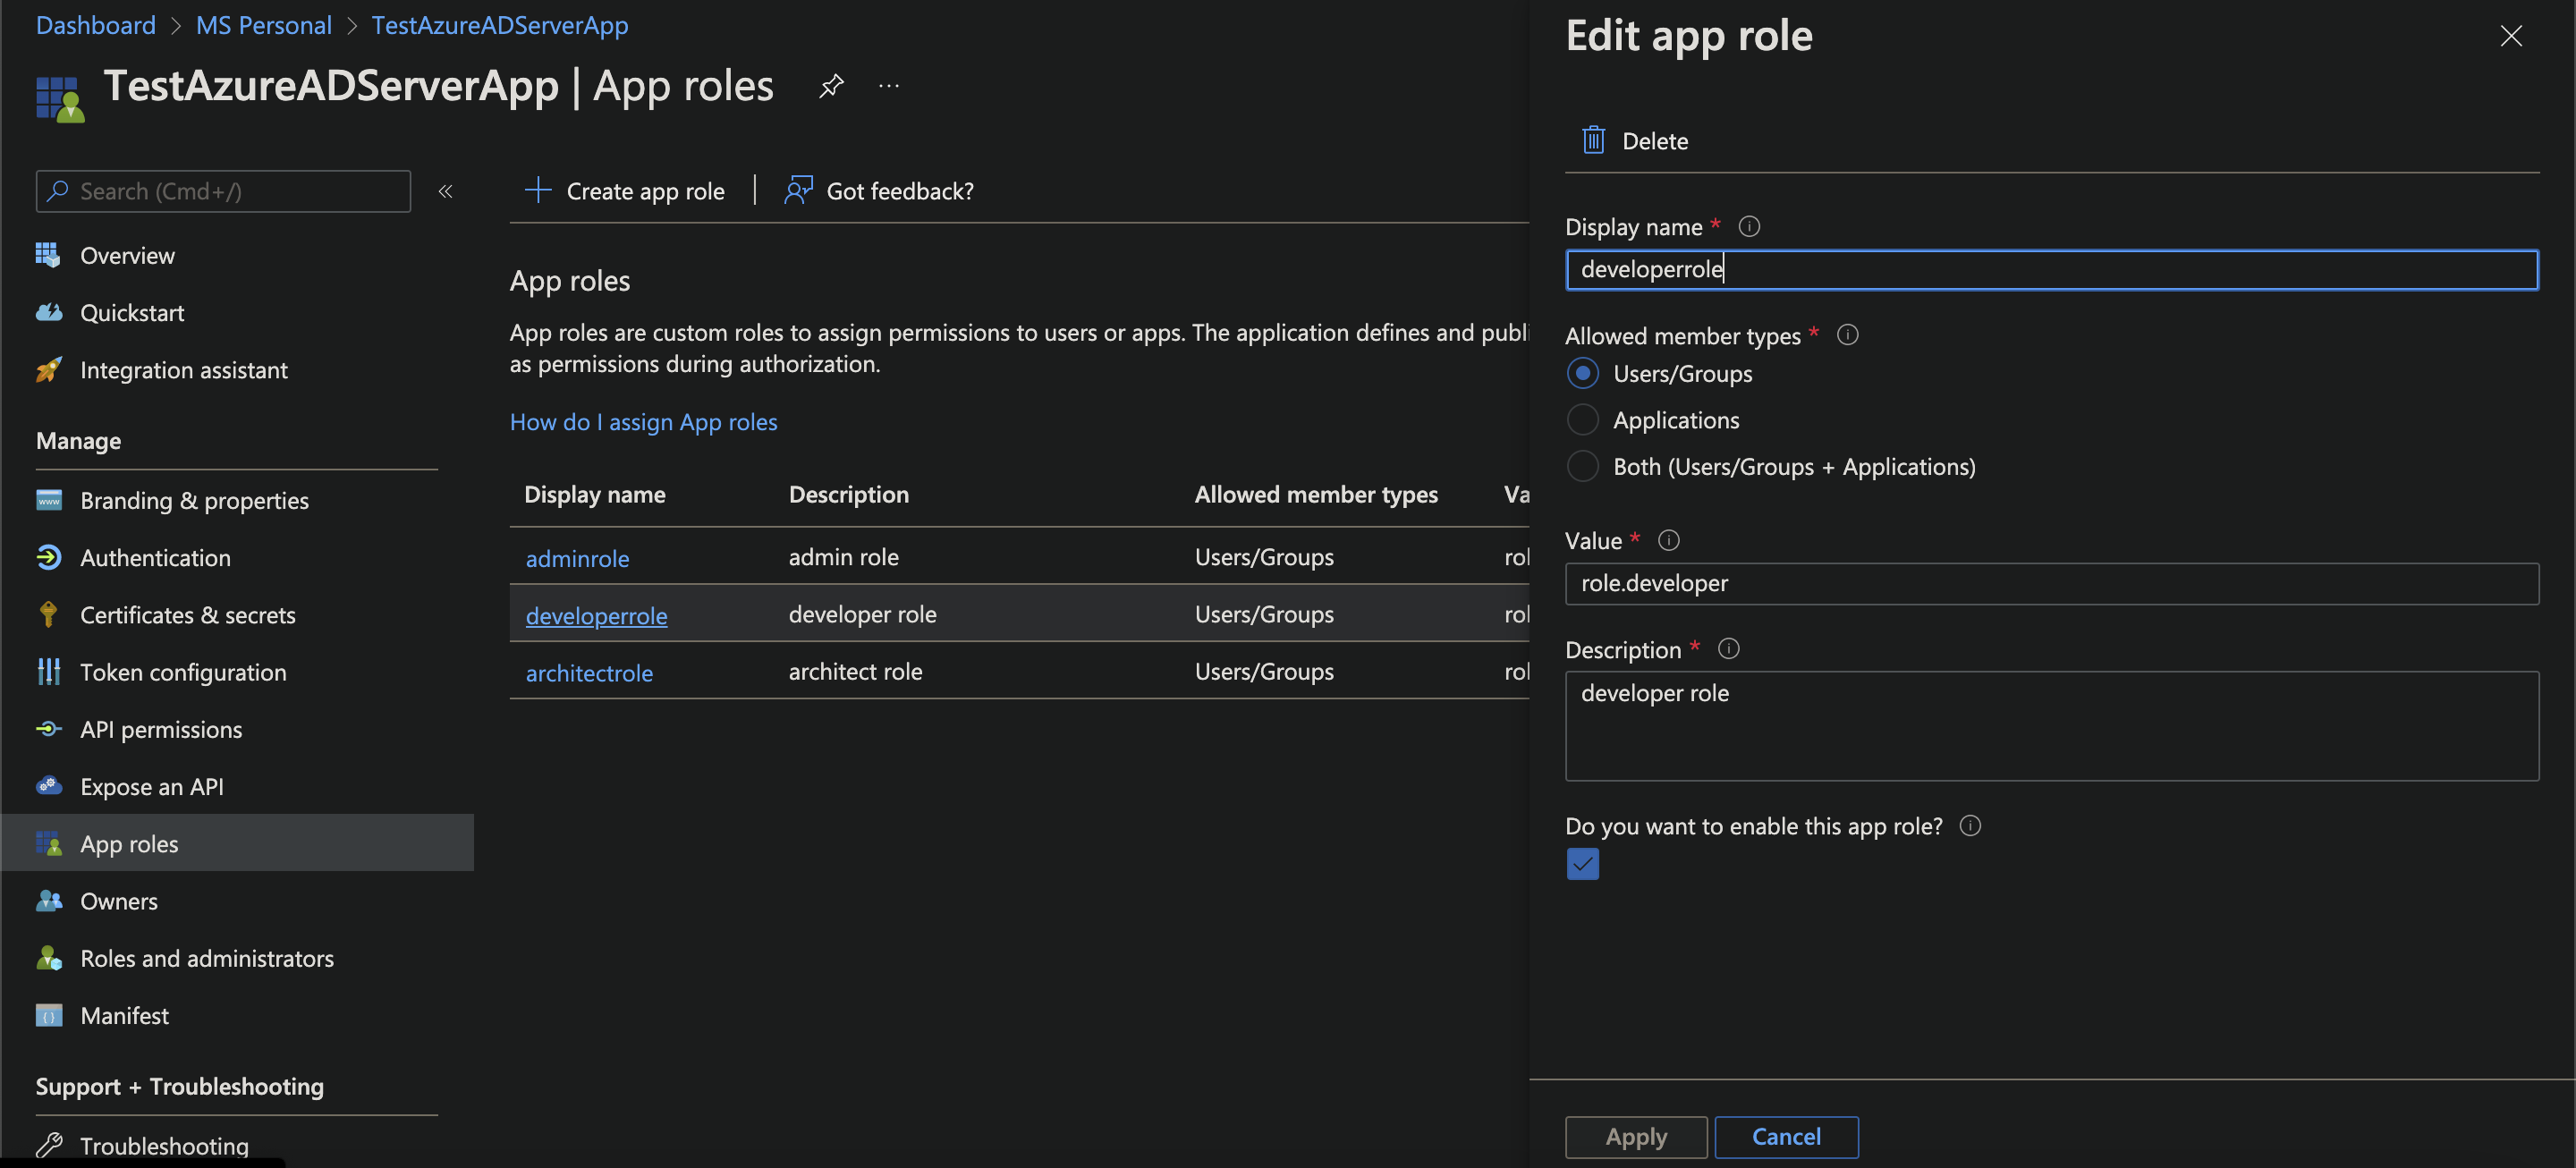 Dashboard > MS Personal > TestAzureADServerApp
TestAzureADServerApp | App roles
Search (Cmd+/)
Overview
Quickstart
Integration assistant
Manage
Branding & properties
Authentication
Certificates & secrets
Token configuration
API permissions
Expose an API
App roles
Owners
Roles and administrators
Manifest
Support + Troubleshooting
Troubleshooting
Create app role | Got feedback?
App roles
App roles are custom roles to assign permissions to users or apps. The application defines and publi
as permissions during authorization.
How do I assign App roles
Display name Description Allowed member types Va
adminrole admin role Users/Groups rol
developerrole developer role Users/Groups rol
architectrole architect role Users/Groups rol
Edit app role
Delete
Display name *
developerrole
Allowed member types *
Users/Groups
Applications
Both (Users/Groups + Applications)
Value *
role.developer
Description *
developer role
Do you want to enable this app role?
Apply Cancel